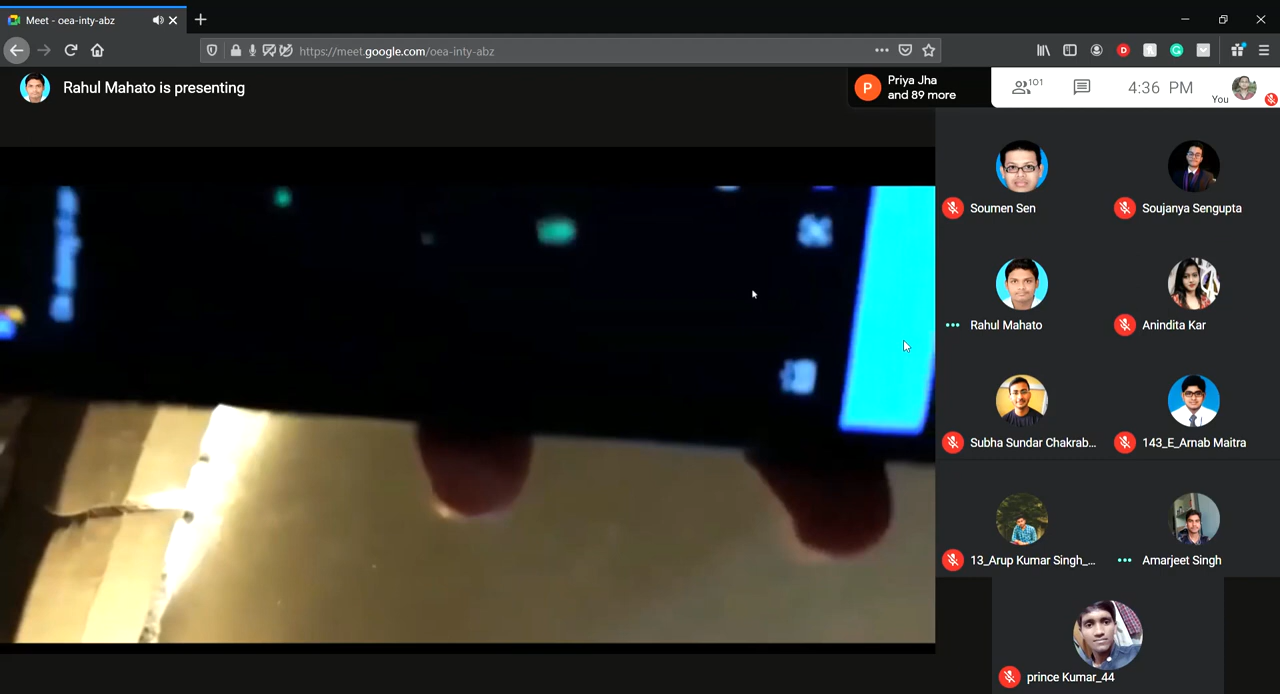 Meet - oea-inty-abz
https://meet.google.com/oea-inty-abz
Rahul Mahato is presenting
P
Priya Jha
and 89 more
101
4:36 PM
You
Soumen Sen
Soujanya Sengupta
Rahul Mahato
Anindita Kar
Subha Sundar Chakrab...
143_E_Arnab Maitra
13_Arup Kumar Singh_...
Amarjeet Singh
prince Kumar_44